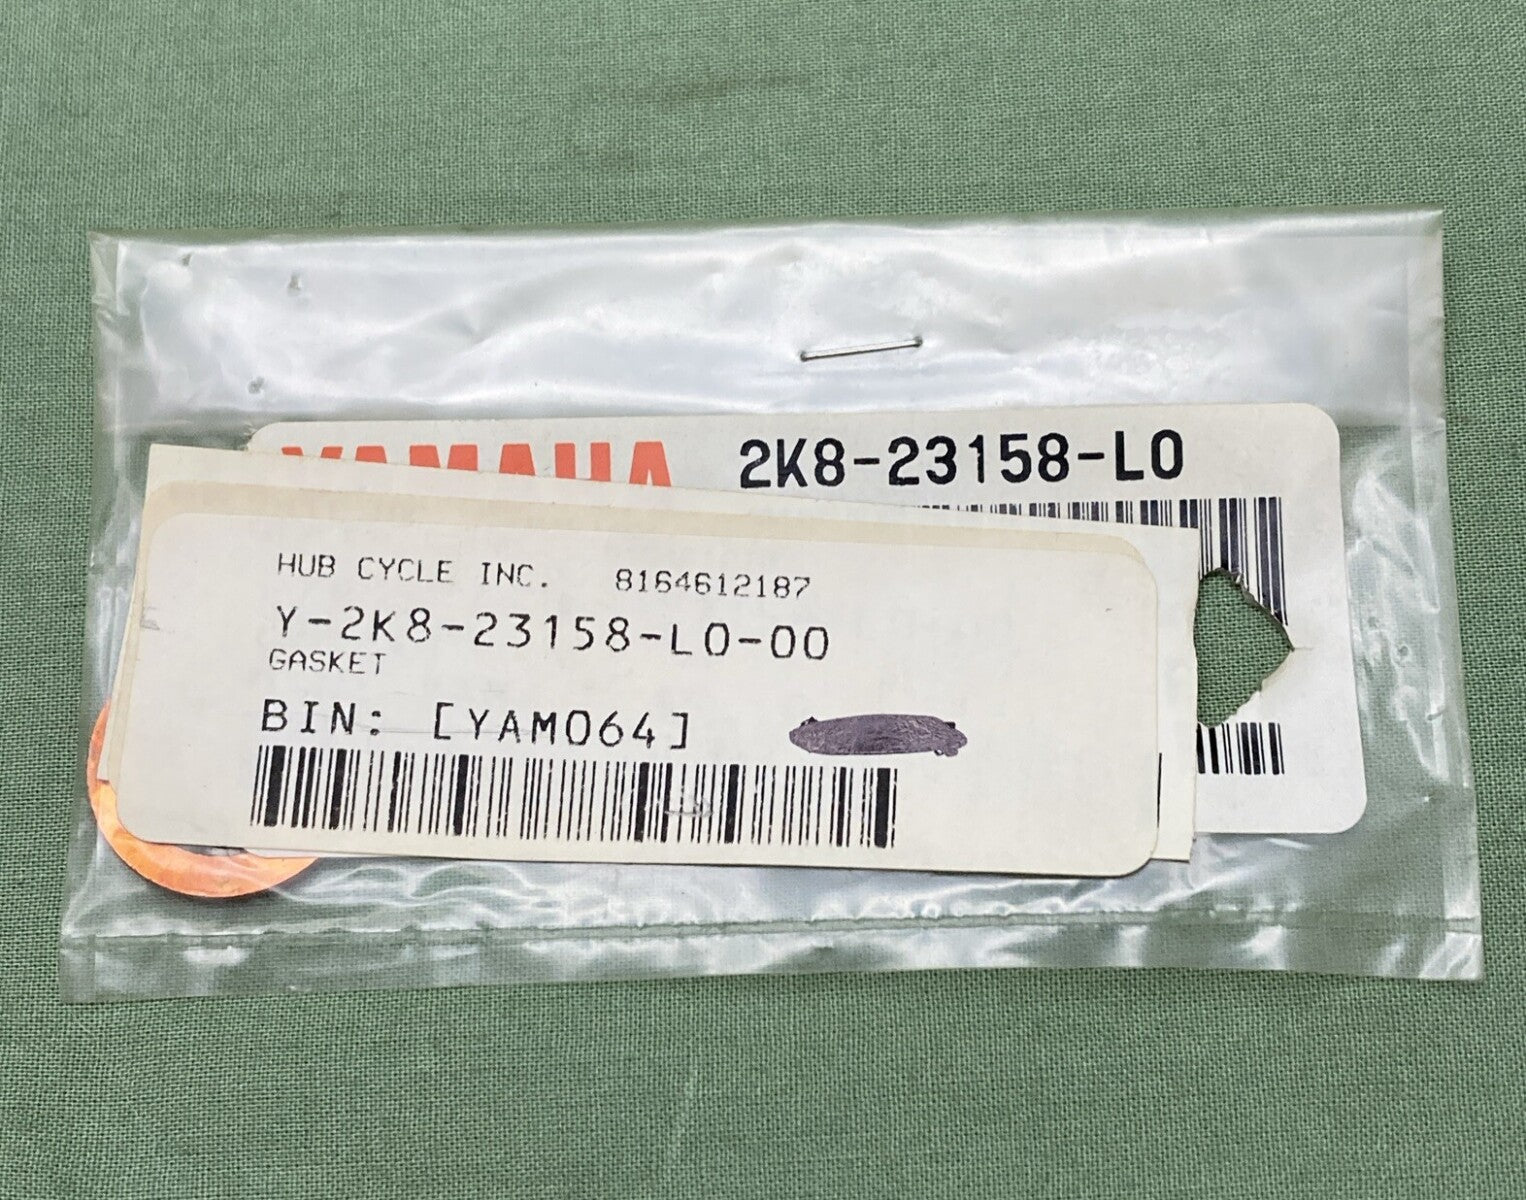 YAMAHA 2K8-23158-L0
HUB CYCLE INC. 8164612187
Y-2K8-23158-L0-00
GASKET
BIN: [YAM064]